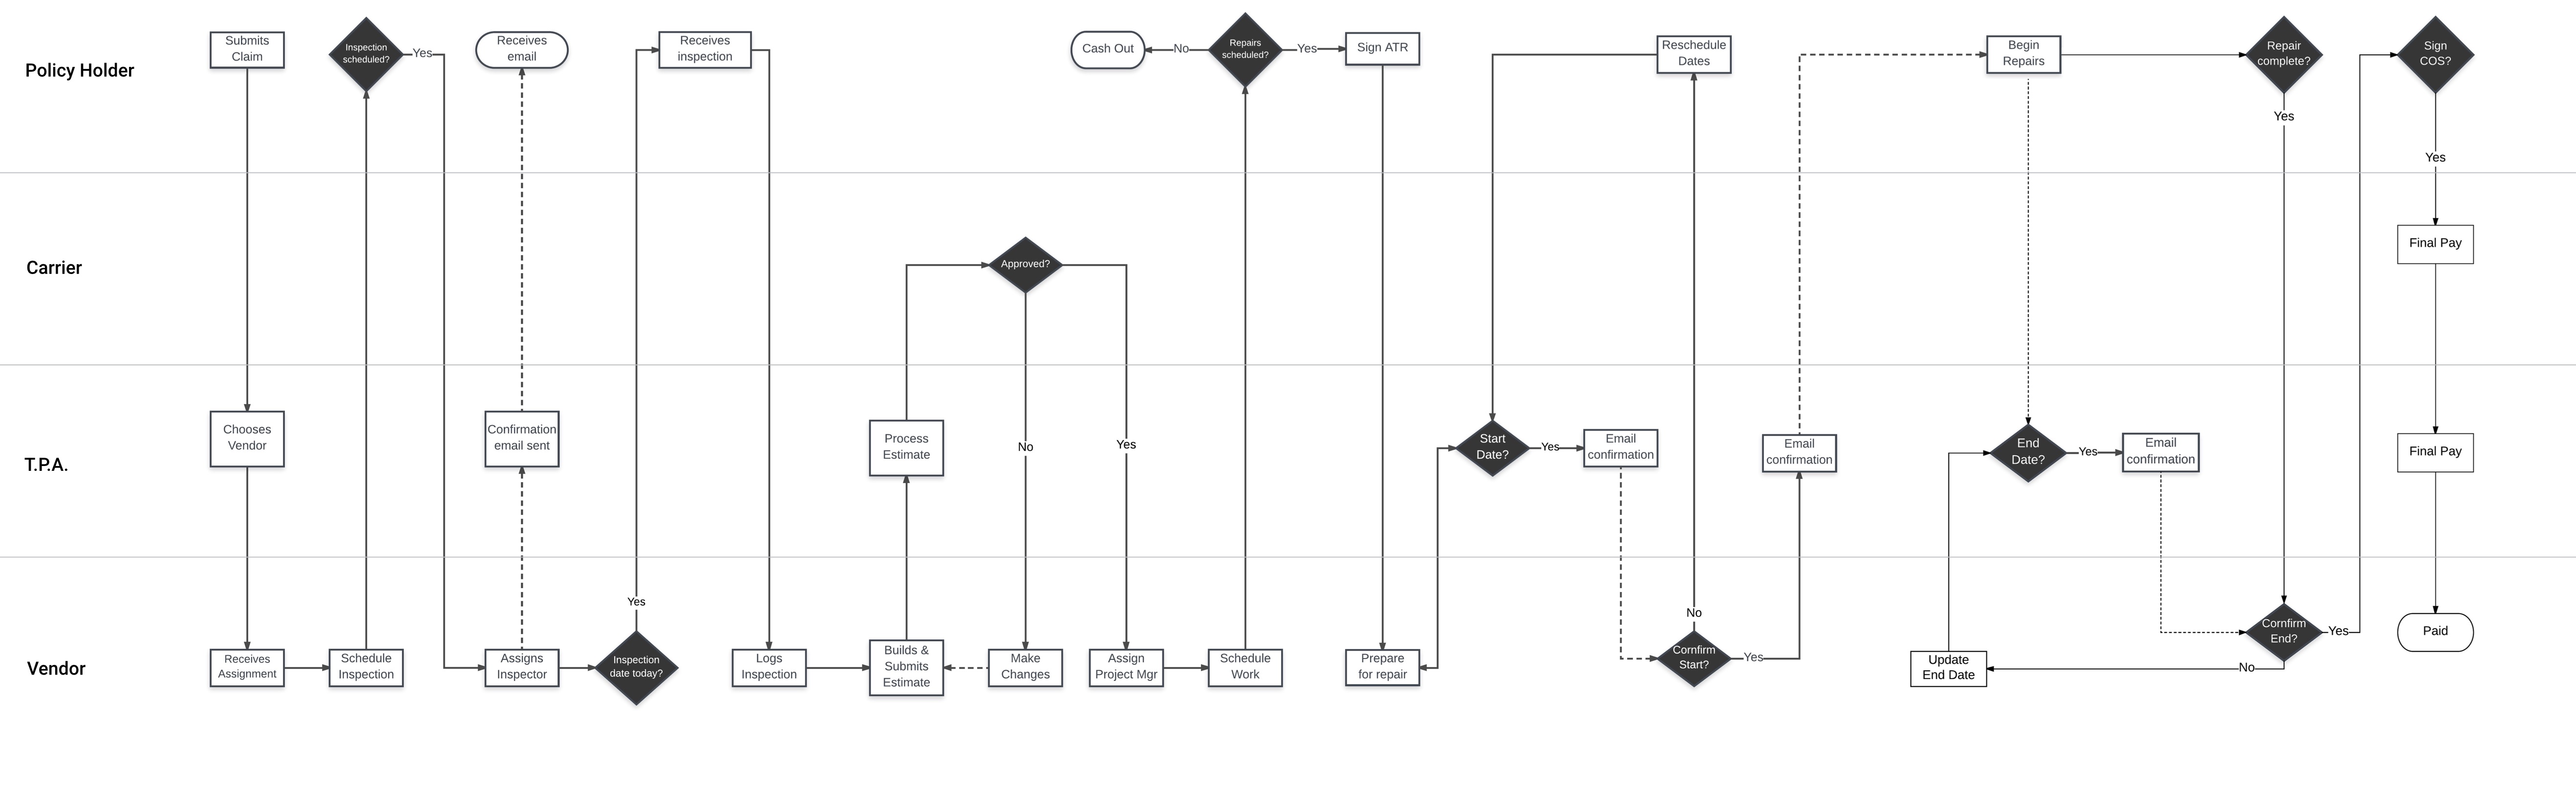 Policy Holder
Submits
Claim
Inspection
scheduled?
Yes
Receives
email
Receives
inspection
Cash Out
No
Repairs
scheduled?
Yes
Sign ATR
Reschedule
Dates
Begin
Repairs
Repair
complete?
Yes
Sign
COS?
Yes
Carrier
Approved?
Final Pay
T.P.A.
Chooses
Vendor
Confirmation
email sent
Process
Estimate
No
Yes
Start
Date?
Yes
Email
confirmation
Email
confirmation
End
Date?
Yes
Email
confirmation
Final Pay
Vendor
Receives
Assignment
Schedule
Inspection
Assigns
Inspector
Yes
Inspection
date today?
Logs
Inspection
Builds &
Submits
Estimate
Make
Changes
Assign
Project Mgr
Schedule
Work
Prepare
for repair
No
Cornfirm
Start?
Yes
Update
End Date
No
Cornfirm
End?
Yes
Paid